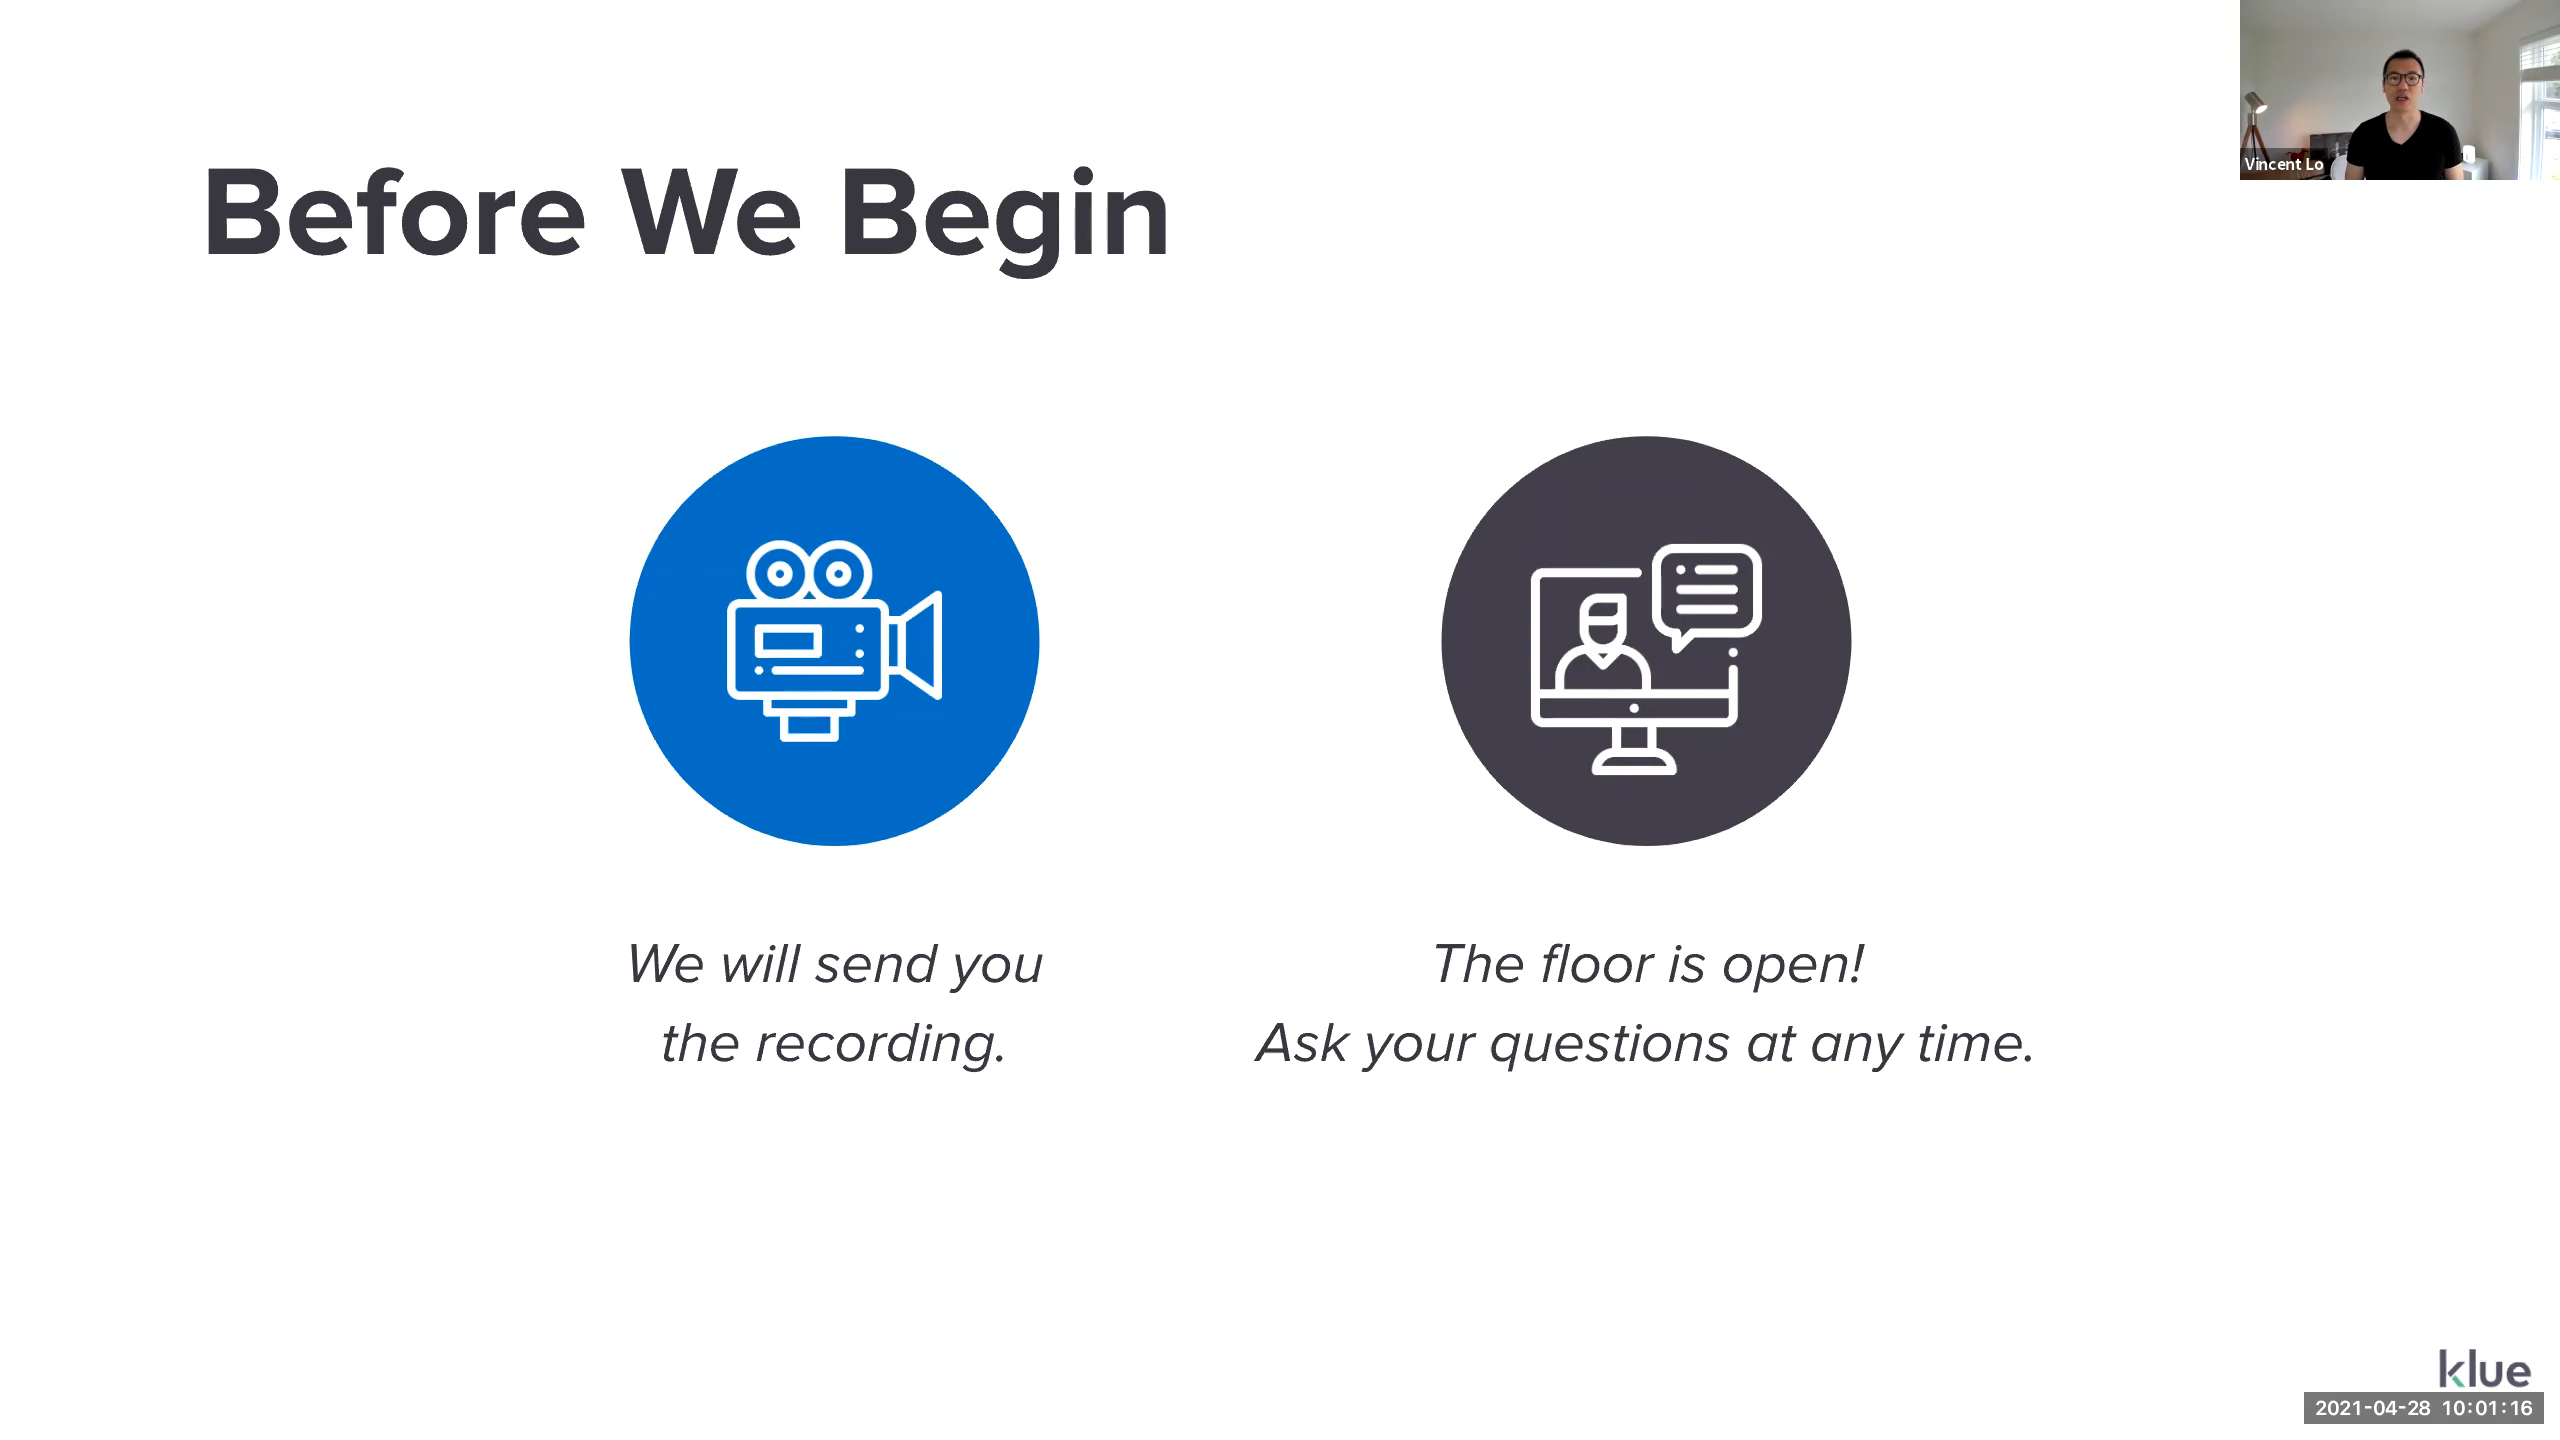 Vincent Lo
Before We Begin
We will send you
the recording.
The floor is open!
Ask your questions at any time.
klue
2021-04-28 10:01:16